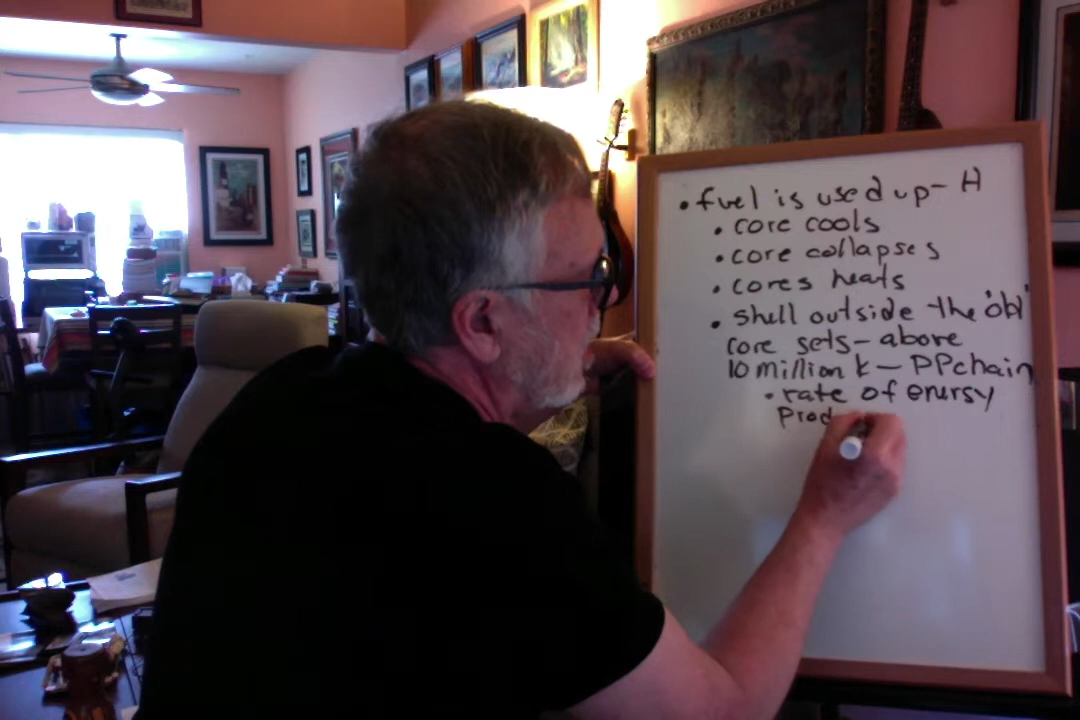 • fuel is used up - H
• core cools
• core collapses
• cores heats
• shell outside the 'old'
core sets - above
10 million K - PPchain
• rate of enersy
Prod